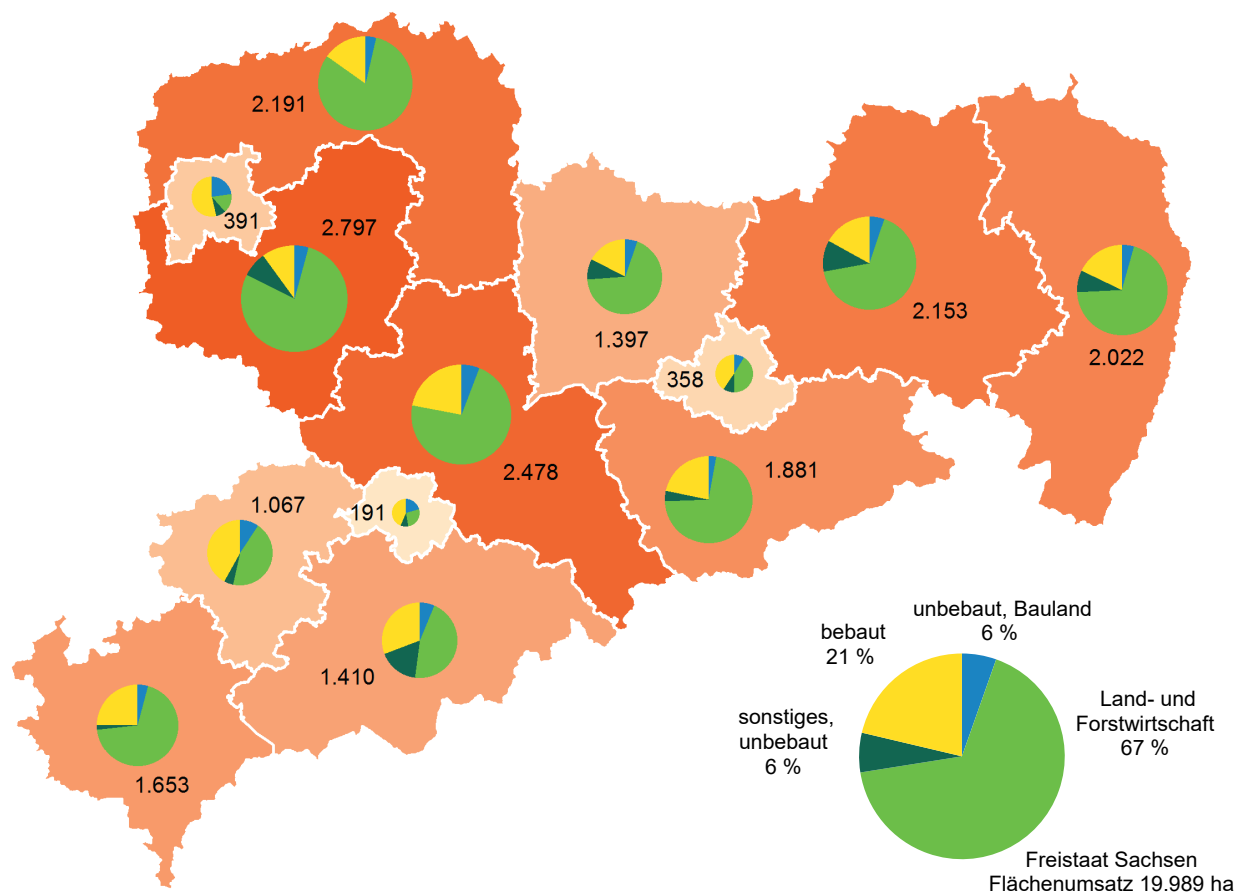 2.191
391
2.797
1.397
2.153
2.022
358
2.478
1.881
1.067
191
1.410
1.653
unbebaut, Bauland
6 %
bebaut
21 %
Land- und
Forstwirtschaft
67 %
sonstiges,
unbebaut
6 %
Freistaat Sachsen
Flächenumsatz 19.989 ha